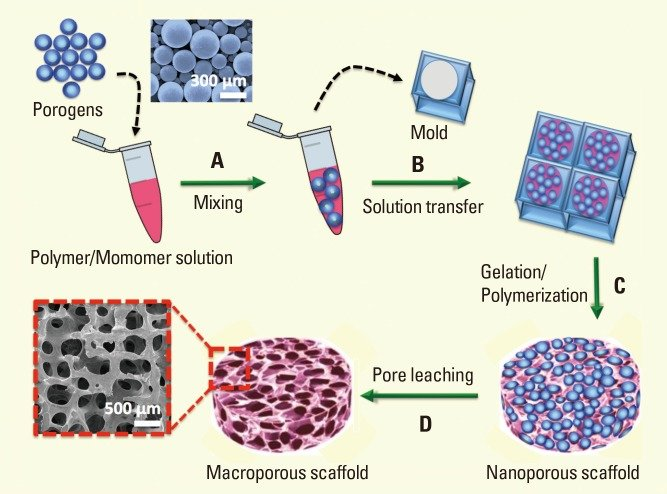 300 μm
Porogens
Mold
A
Mixing
B
Solution transfer
Polymer/Momomer solution
Gelation/
Polymerization
C
500 μm
Pore leaching
D
Macroporous scaffold
Nanoporous scaffold